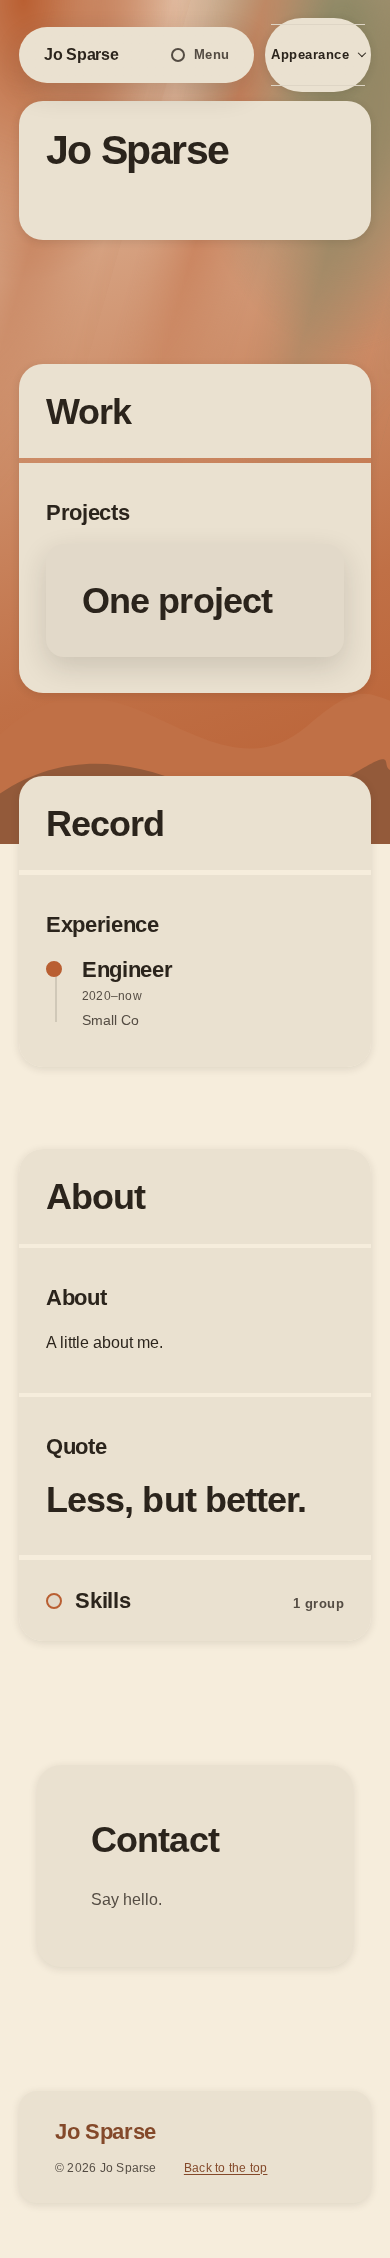 Jo Sparse
Menu
Appearance
Jo Sparse
Work
Projects
One project
Record
Experience
Engineer
2020–now
Small Co
About
About
A little about me.
Quote
Less, but better.
Skills
1 group
Contact
Say hello.
Jo Sparse
© 2026 Jo Sparse
Back to the top